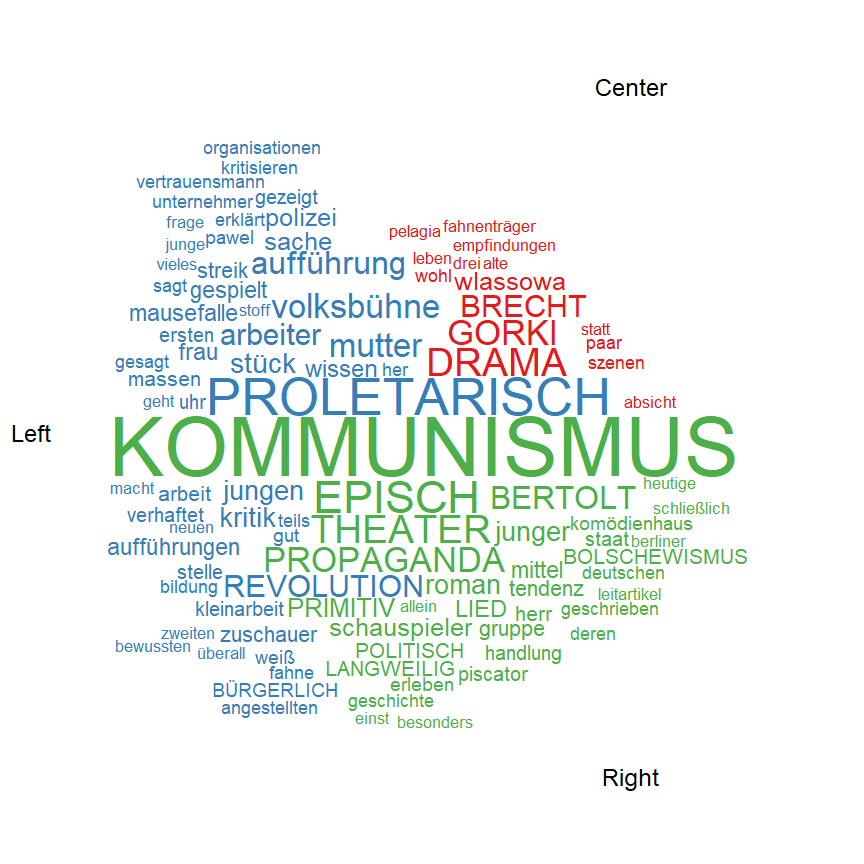 Center
organisationen
kritisieren
vertrauensmann
unternehmer gezeigt
frage erklärt polizei
pelagia fahnenträger
junge pawel sache empfindungen
vieles streik aufführung leben drei alte
wohl wlassowa
sagt gespielt
mausefalle stoff volksbühne BRECHT
ersten arbeiter GORKI statt
frau mutter paar
gesagt stück wissen her DRAMA szenen
massen
geht uhr PROLETARISCH absicht
Left
KOMMUNISMUS
macht arbeit jungen EPISCH BERTOLT heutige
schließlich
verhaftet kritik teils THEATER junger komödienhaus
neuen gut staat berliner
aufführungen PROPAGANDA BOLSCHEWISMUS
stelle mittel deutschen
bildung REVOLUTION roman tendenz leitartikel
kleinarbeit PRIMITIV allein LIED herr geschrieben
zweiten zuschauer schauspieler gruppe deren
bewussten überall weiß POLITISCH handlung
fahne LANGWEILIG piscator
BÜRGERLICH erleben
angestellten geschichte
einst besonders
Right